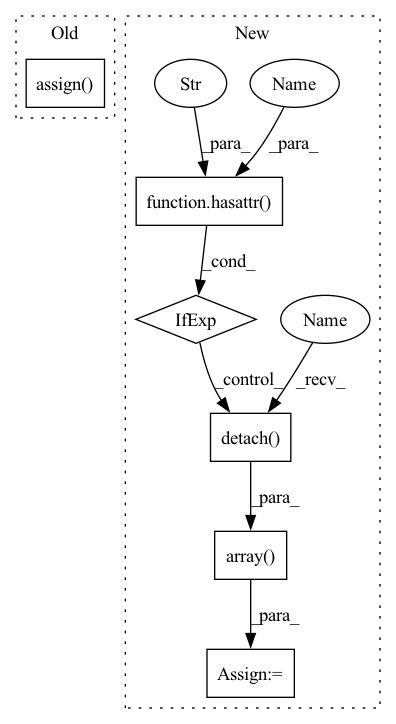 Old
New
assign()
Str
Name
_para_
_para_
function.hasattr()
_cond_
IfExp
Name
_control_
_recv_
detach()
_para_
array()
_para_
Assign:=